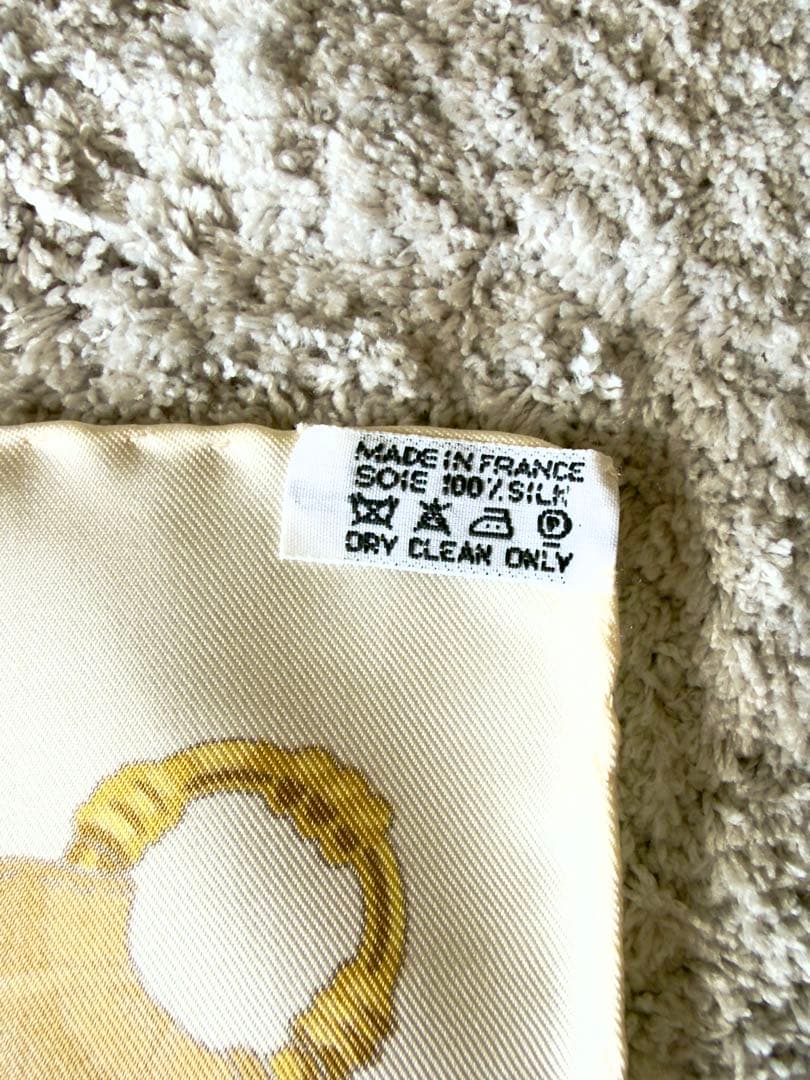 MADE IN FRANCE
SOIE 100% SILK
P
DRY CLEAN ONLY